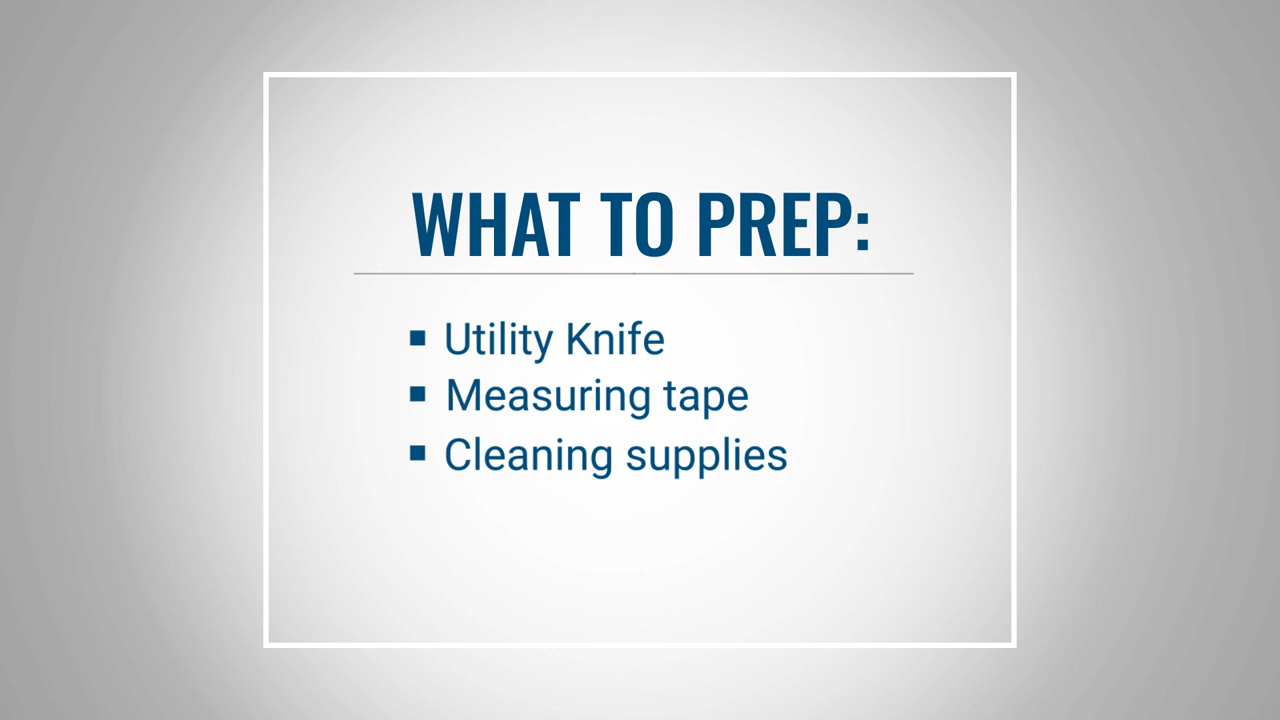 WHAT TO PREP:
▪ Utility Knife
▪ Measuring tape
▪ Cleaning supplies